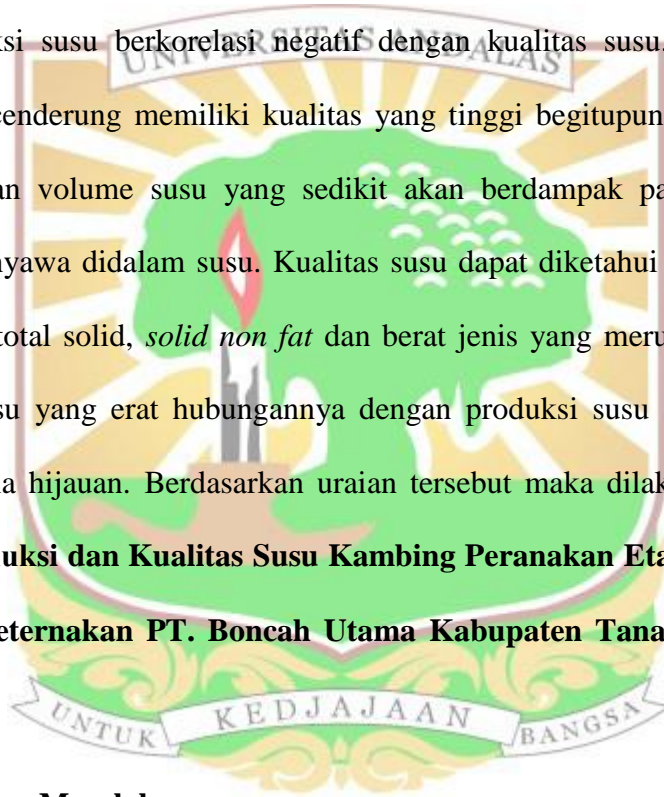 ksi susu berkorelasi negatif dengan kualitas susu.
UNIVERSITAS ANDALAS
cenderung memiliki kualitas yang tinggi begitupun
an volume susu yang sedikit akan berdampak pa
nyawa didalam susu. Kualitas susu dapat diketahui
total solid, solid non fat dan berat jenis yang meru
su yang erat hubungannya dengan produksi susu
a hijauan. Berdasarkan uraian tersebut maka dilak
uksi dan Kualitas Susu Kambing Peranakan Eta
eternakan PT. Boncah Utama Kabupaten Tana
UNTUK KEDJAJAAN BANGSA